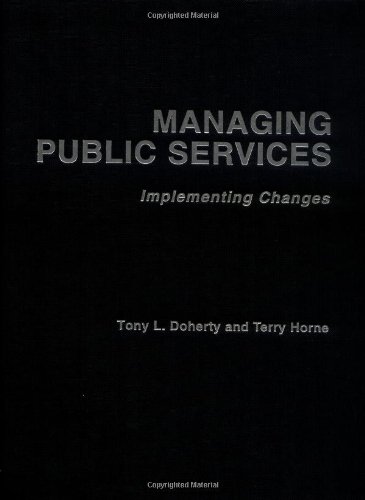 Copyrighted Material
MANAGING
PUBLIC SERVICES
Implementing Changes
Tony L. Doherty and Terry Horne
Copyrighted Material